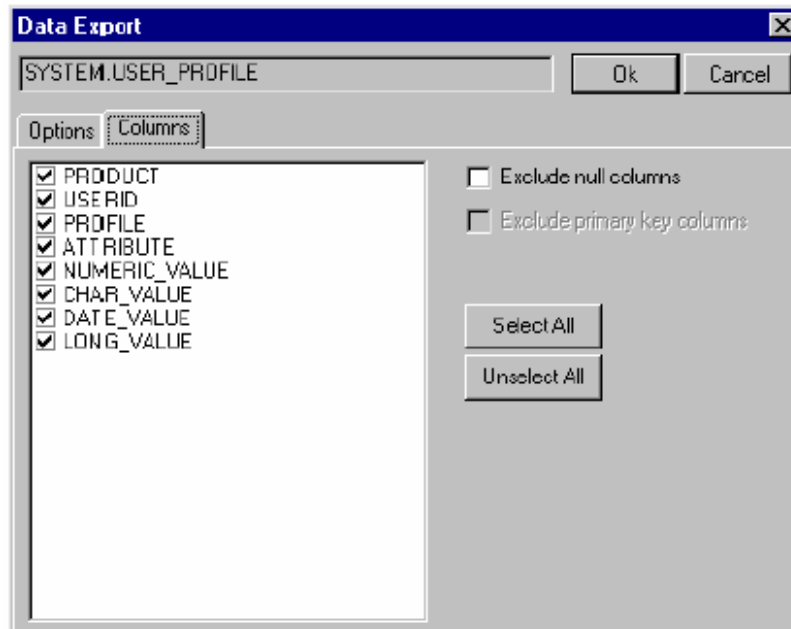 Data Export
SYSTEM.USER_PROFILE
Ok
Cancel
Options
Columns
PRODUCT
USERID
PROFILE
ATTRIBUTE
NUMERIC_VALUE
CHAR_VALUE
DATE_VALUE
LONG_VALUE
Exclude null columns
Exclude primary key columns
Select All
Unselect All